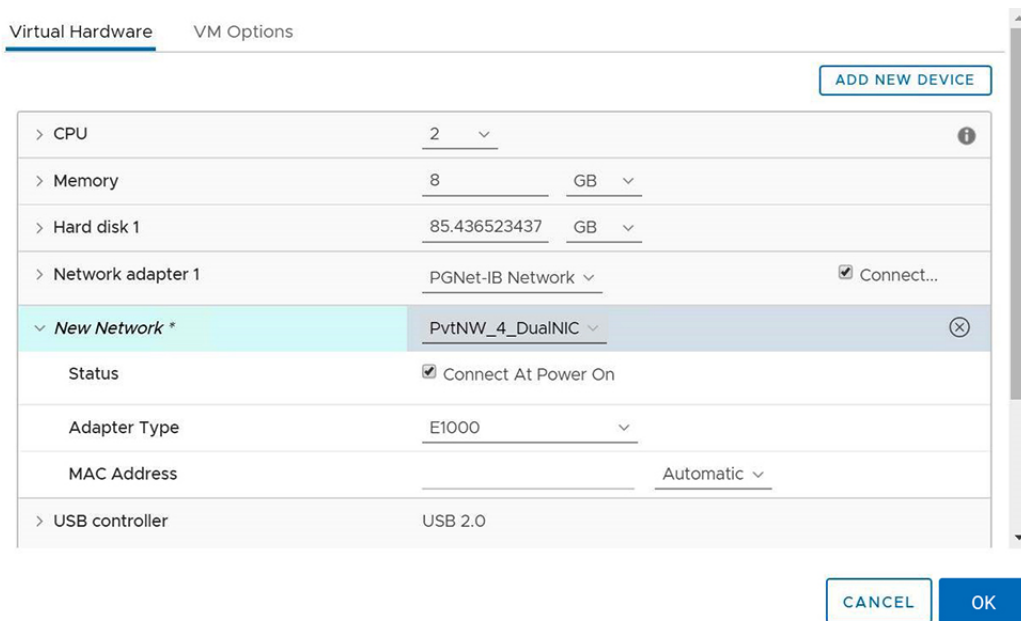 Virtual Hardware VM Options
ADD NEW DEVICE
CPU 2
Memory 8 GB
Hard disk 1 85.436523437 GB
Network adapter 1 PGNet-IB Network Connect...
New Network * PvtNW_4_DualNIC
Status Connect At Power On
Adapter Type E1000
MAC Address Automatic
USB controller USB 2.0
CANCEL OK